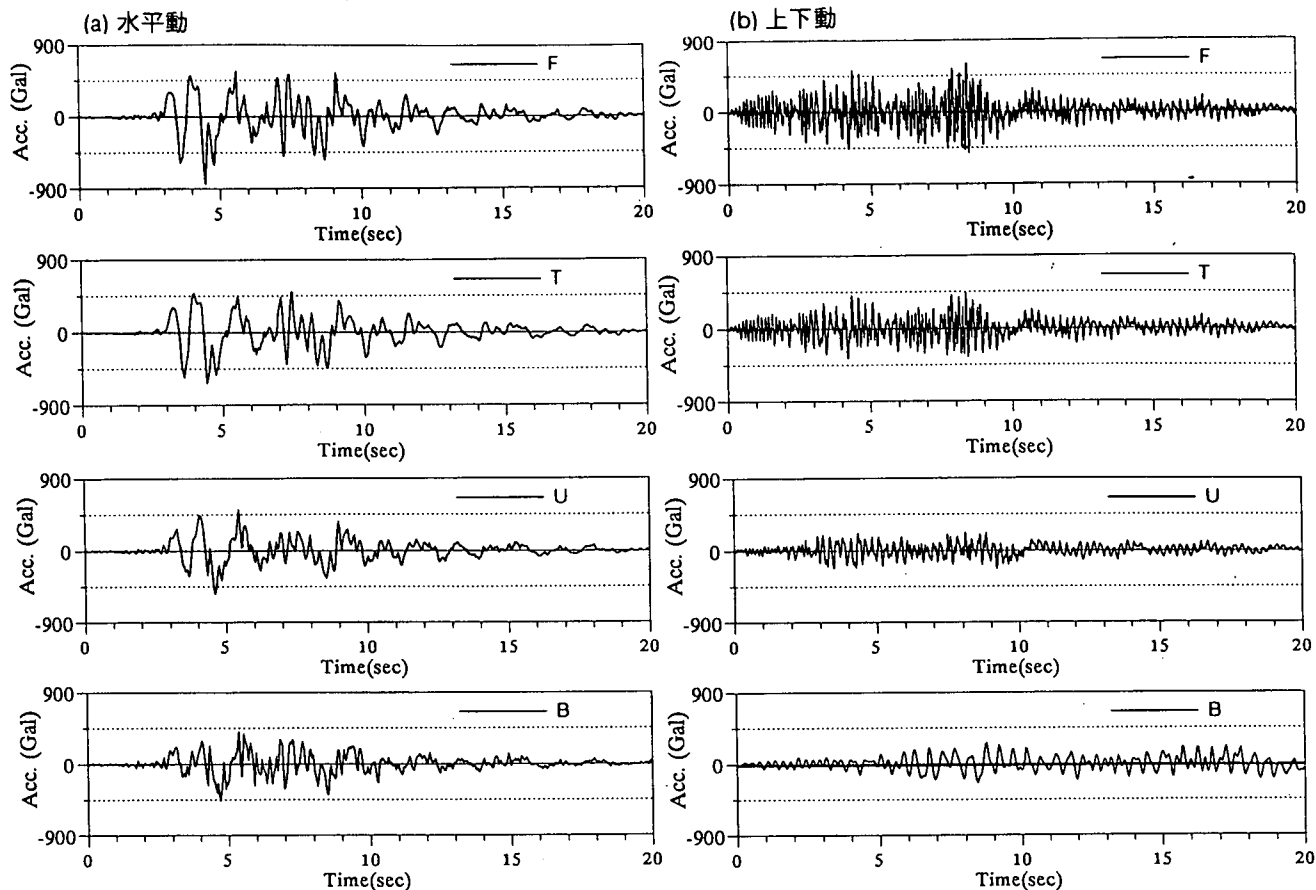 (a) 水平動
900
F
Acc. (Gal)
0
-900
0 5 10 15 20
Time(sec)
900
T
Acc. (Gal)
0
-900
0 5 10 15 20
Time(sec)
900
U
Acc. (Gal)
0
-900
0 5 10 15 20
Time(sec)
900
B
Acc. (Gal)
0
-900
0 5 10 15 20
Time(sec)
(b) 上下動
900
F
Acc. (Gal)
0
-900
0 5 10 15 20
Time(sec)
900
T
Acc. (Gal)
0
-900
0 5 10 15 20
Time(sec)
900
U
Acc. (Gal)
0
-900
0 5 10 15 20
Time(sec)
900
B
Acc. (Gal)
0
-900
0 5 10 15 20
Time(sec)